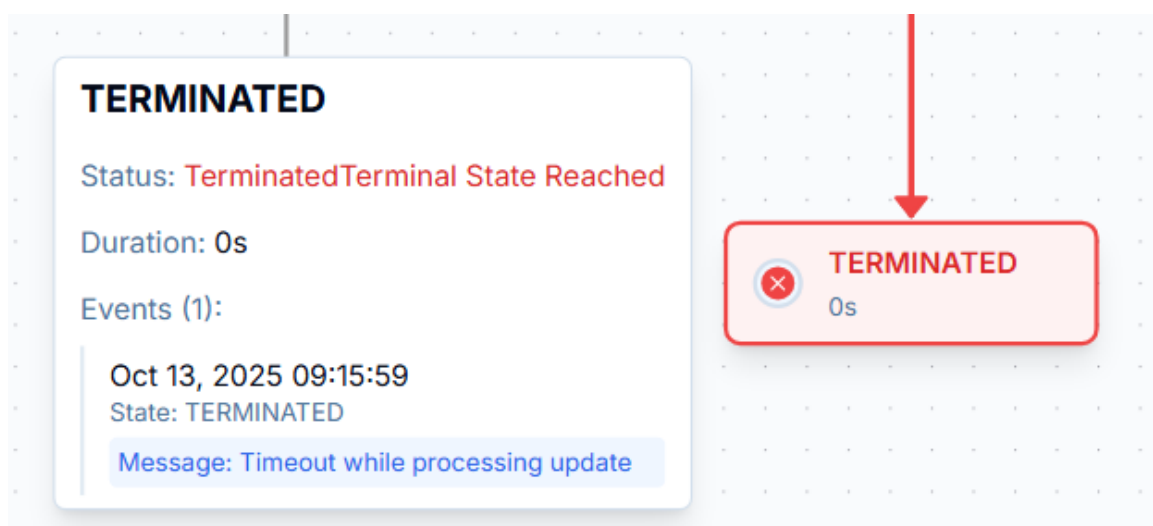 TERMINATED
Status: TerminatedTerminal State Reached
Duration: 0s
Events (1):
Oct 13, 2025 09:15:59
State: TERMINATED
Message: Timeout while processing update
TERMINATED
0s